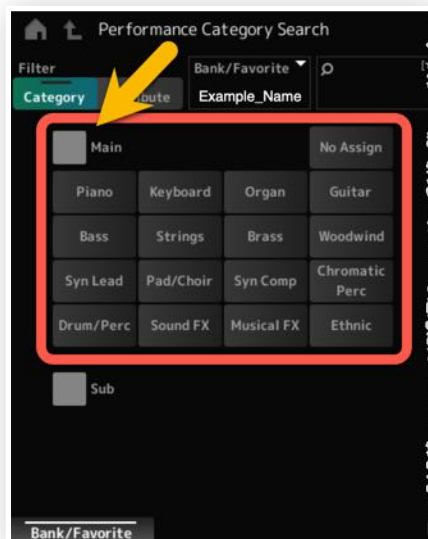 Performance Category Search
Filter
Bank/Favorite
Category
Example_Name
Main
No Assign
Piano Keyboard Organ Guitar
Bass Strings Brass Woodwind
Syn Lead Pad/Choir Syn Comp Chromatic
Perc
Drum/Perc Sound FX Musical FX Ethnic
Sub
Bank/Favorite